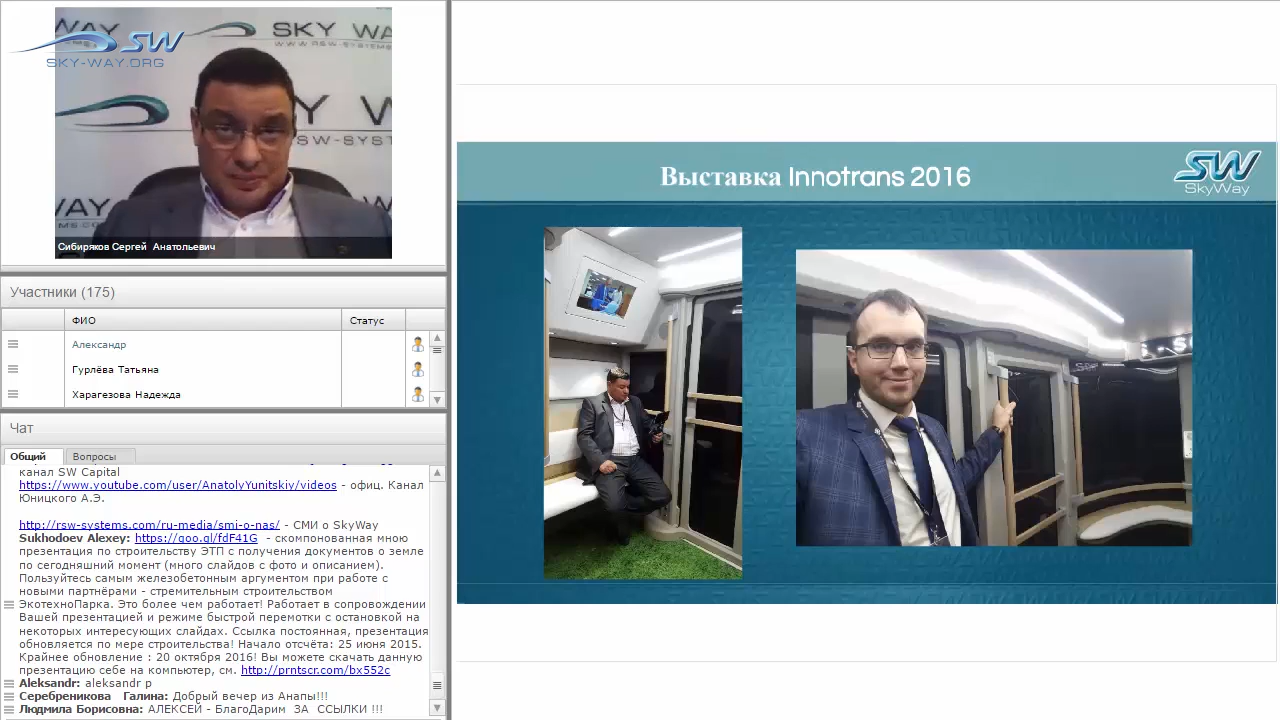 SKY WAY
WWW.RSW-SYSTEMS
SW
SKY-WAY.ORG
SKY W
RSW-SYST
WAY
Сибиряков Сергей Анатольевич
Участники (175)
ФИО
Статус
Александр
Гурлёва Татьяна
Харагезова Надежда
Чат
Общий
Вопросы
канал SW Capital
https://www.youtube.com/user/AnatolyYunitskiy/videos - офиц. Канал
Юницкого А.Э.
http://rsw-systems.com/ru-media/smi-o-nas/ - СМИ о SkyWay
Sukhodoev Alexey: https://goo.gl/fdF41G - скомпонованная мною
презентация по строительству ЭТП с получения документов о земле
по сегодняшний момент (много слайдов с фото и описанием).
Пользуйтесь самым железобетонным аргументом при работе с
новыми партнёрами - стремительным строительством
ЭкотехноПарка. Это более чем работает! Работает в сопровождении
Вашей презентацией и режиме быстрой перемотки с остановкой на
некоторых интересующих слайдах. Ссылка постоянная, презентация
обновляется по мере строительства! Начало отсчёта: 25 июня 2015.
Крайнее обновление : 20 октября 2016! Вы можете скачать данную
презентацию себе на компьютер, см. http://prntscr.com/bx552c
Aleksandr: aleksandr p
Серебреникова Галина: Добрый вечер из Анапы!!!
Людмила Борисовна: АЛЕКСЕЙ - БлагоДарим ЗА ССЫЛКИ !!!
Выставка Innotrans 2016
SW
SkyWay